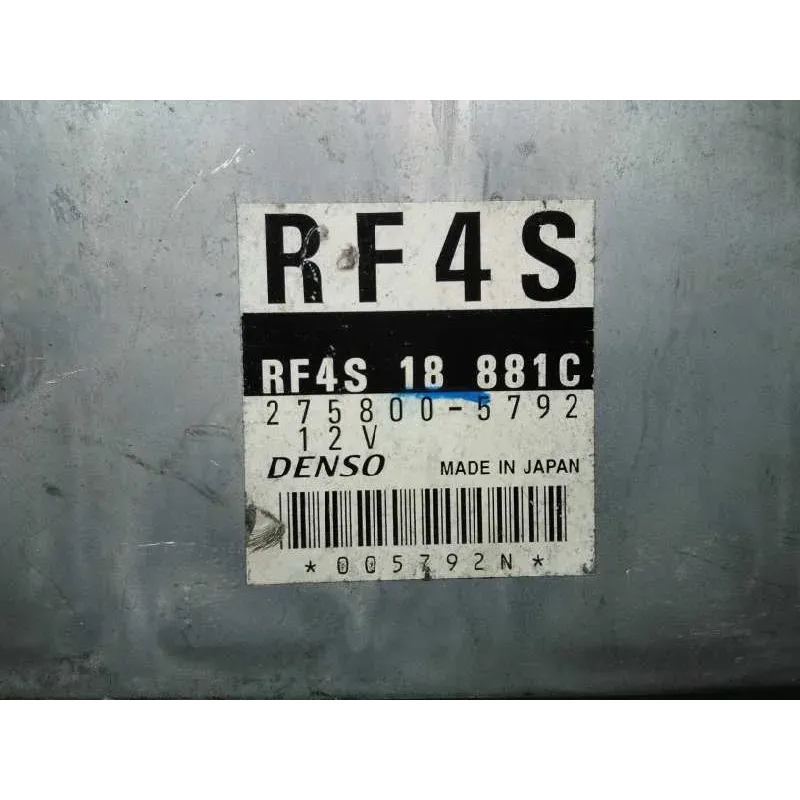 RF4S
RF4S 18 881C
275800-5792
12V
DENSO MADE IN JAPAN
*005792N*